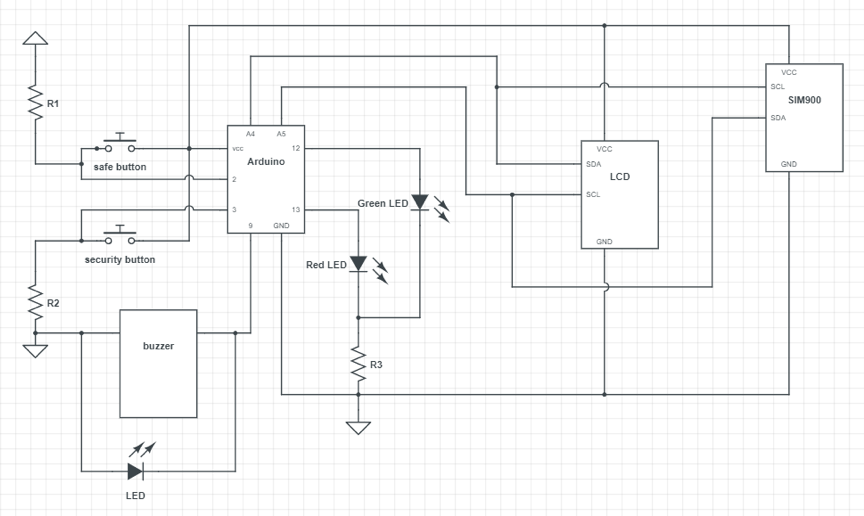 VCC
SCL
SIM900
SDA
GND
R1
A4
A5
VCC
12
Arduino
safe button
2
3
13
9
GND
VCC
SDA
LCD
SCL
GND
Green LED
security button
Red LED
R2
buzzer
R3
LED